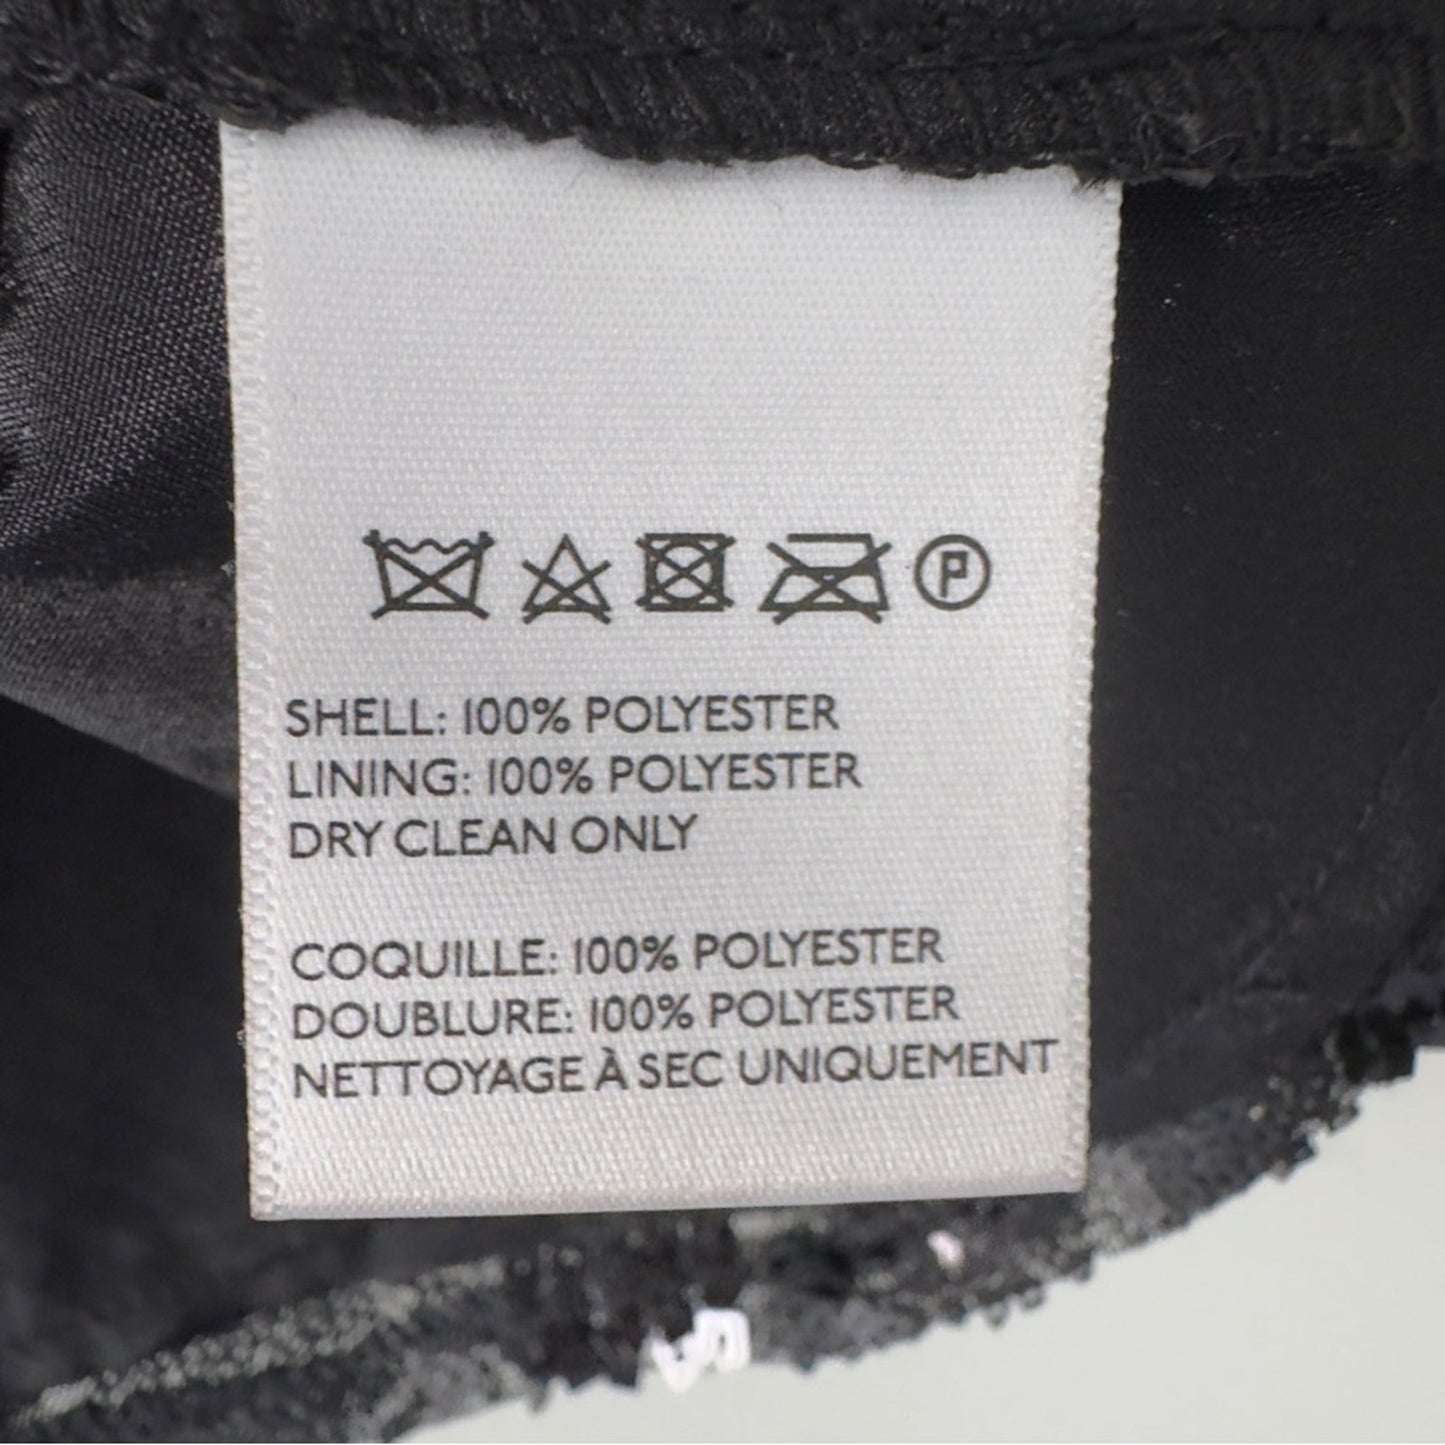 P
SHELL: 100% POLYESTER
LINING: 100% POLYESTER
DRY CLEAN ONLY
COQUILLE: 100% POLYESTER
DOUBLURE: 100% POLYESTER
NETTOYAGE À SEC UNIQUEMENT